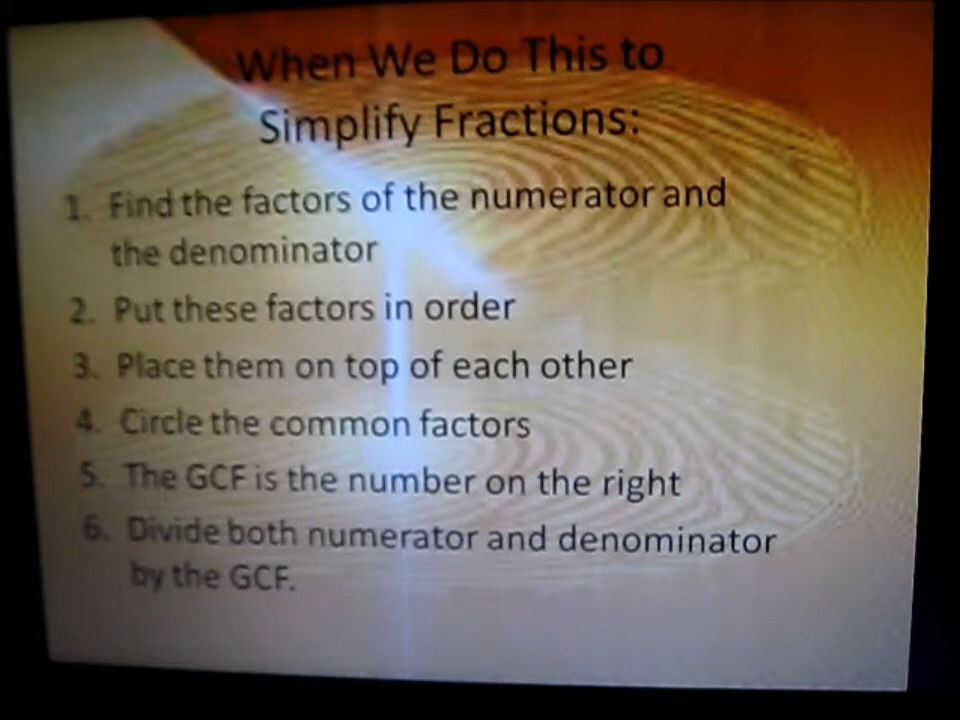 When We Do This to
Simplify Fractions:
1. Find the factors of the numerator and
the denominator
2. Put these factors in order
3. Place them on top of each other
4. Circle the common factors
5. The GCF is the number on the right
6. Divide both numerator and denominator
by the GCF.